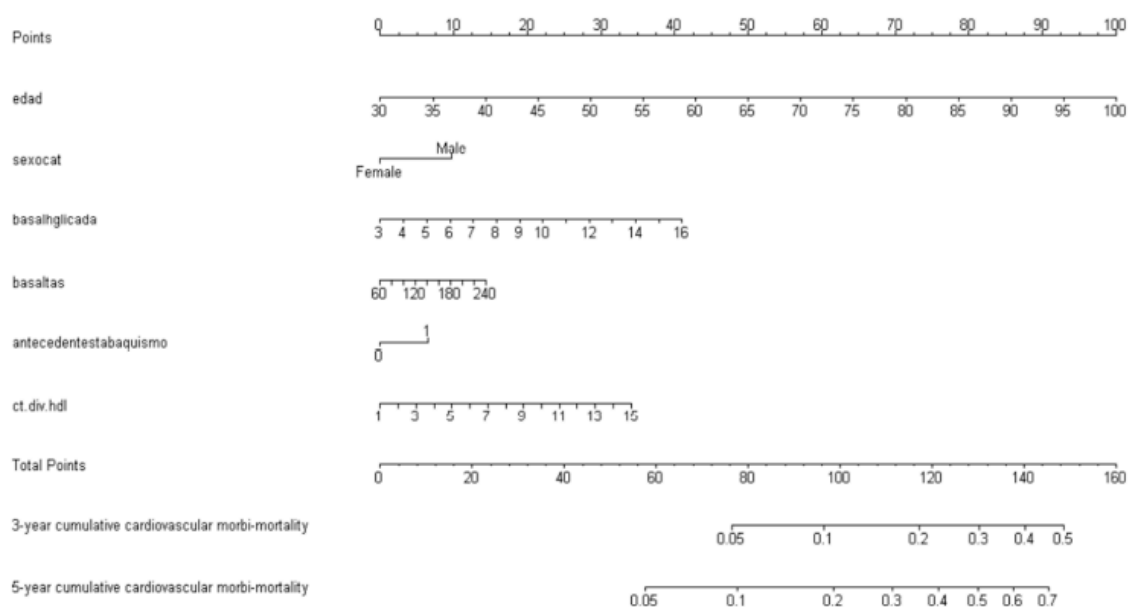 Points 0 10 20 30 40 50 60 70 80 90 100
edad 30 35 40 45 50 55 60 65 70 75 80 85 90 95 100
sexocat Male
Female
basalhglicada 3 4 5 6 7 8 9 10 12 14 16
basaltas 60 120 180 240
antecedentestabaquismo 1
0
ct.div.hdl 1 3 5 7 9 11 13 15
Total Points 0 20 40 60 80 100 120 140 160
3-year cumulative cardiovascular morbi-mortality 0.05 0.1 0.2 0.3 0.4 0.5
5-year cumulative cardiovascular morbi-mortality 0.05 0.1 0.2 0.3 0.4 0.5 0.6 0.7